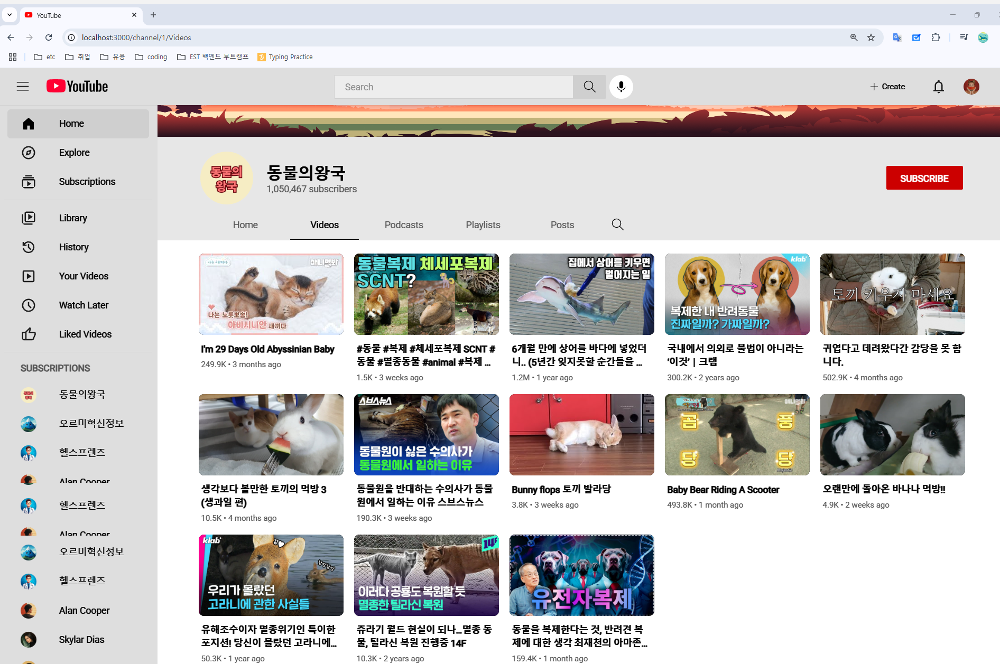 YouTube
localhost:3000/channel/1/Videos
etc
취업
유용
coding
EST 백엔드 부트캠프
Typing Practice
YouTube
Search
Create
Home
Explore
Subscriptions
Library
History
Your Videos
Watch Later
Liked Videos
SUBSCRIPTIONS
동물의왕국
오르미혁신정보
헬스프렌즈
Alan Cooper
헬스프렌즈
Alan Cooper
오르미혁신정보
헬스프렌즈
Alan Cooper
Skylar Dias
동물의
왕국
동물의왕국
1,050,467 subscribers
SUBSCRIBE
Home
Videos
Podcasts
Playlists
Posts
나는 새끼다
애니멀봐
나는 노릇뽀송!
아비시니안 새끼다
I'm 29 Days Old Abyssinian Baby
249.9K • 3 months ago
동물복제 체세포복제
SCNT?
#동물 #복제 #체세포복제 SCNT #
동물 #멸종동물 #animal #복제 ...
1.5K • 3 weeks ago
집에서 상어를 키우면
벌어지는 일
6개월 만에 상어를 바다에 넣었더
니.. (5년간 잊지못할 순간들을 ...
1.2M • 1 year ago
klab
복제한 내 반려동물
진짜일까? 가짜일까?
국내에서 의외로 불법이 아니라는
‘이것’ | 크랩
300.2K • 2 years ago
토끼 키우지 마세요
귀엽다고 데려왔다간 감당을 못 합
니다.
502.9K • 4 months ago
생각보다 볼만한 토끼의 먹방 3
(생과일 편)
10.5K • 4 months ago
스브스뉴스
동물원이 싫은 수의사가
동물원에서 일하는 이유
동물원을 반대하는 수의사가 동물
원에서 일하는 이유 스브스뉴스
190.3K • 3 weeks ago
Bunny flops 토끼 발라당
3.8K • 3 weeks ago
애니멀봐
곰 풍
당 당
Majestic
Baby Bear Riding A Scooter
493.8K • 1 month ago
오랜만에 돌아온 바나나 먹방!!
4.9K • 2 weeks ago
klab
뀨
참방참방
우리가 몰랐던
고라니에 관한 사실들
유해조수이자 멸종위기인 특이한
포지션! 당신이 몰랐던 고라니에...
50.3K • 1 year ago
14F
이러다 공룡도 복원할 듯
멸종한 틸라신 복원
쥬라기 월드 현실이 되나...멸종 동
물, 틸라신 복원 진행중 14F
10.3K • 2 years ago
유전자복제
동물을 복제한다는 것, 반려견 복
제에 대한 생각 최재천의 아마존...
159.4K • 1 month ago